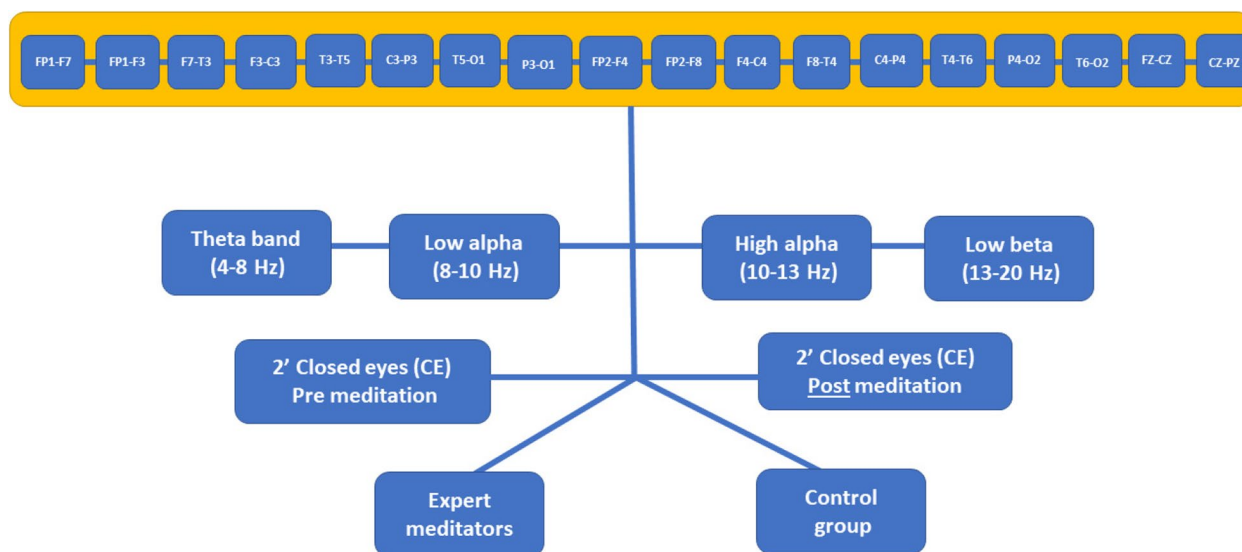 FP1-F7 FP1-F3 F7-T3 F3-C3 T3-T5 C3-P3 T5-O1 P3-O1 FP2-F4 FP2-F8 F4-C4 F8-T4 C4-P4 T4-T6 P4-O2 T6-O2 FZ-CZ CZ-PZ
Theta band
(4-8 Hz)
Low alpha
(8-10 Hz)
High alpha
(10-13 Hz)
Low beta
(13-20 Hz)
2’ Closed eyes (CE)
Pre meditation
2’ Closed eyes (CE)
Post meditation
Expert
meditators
Control
group